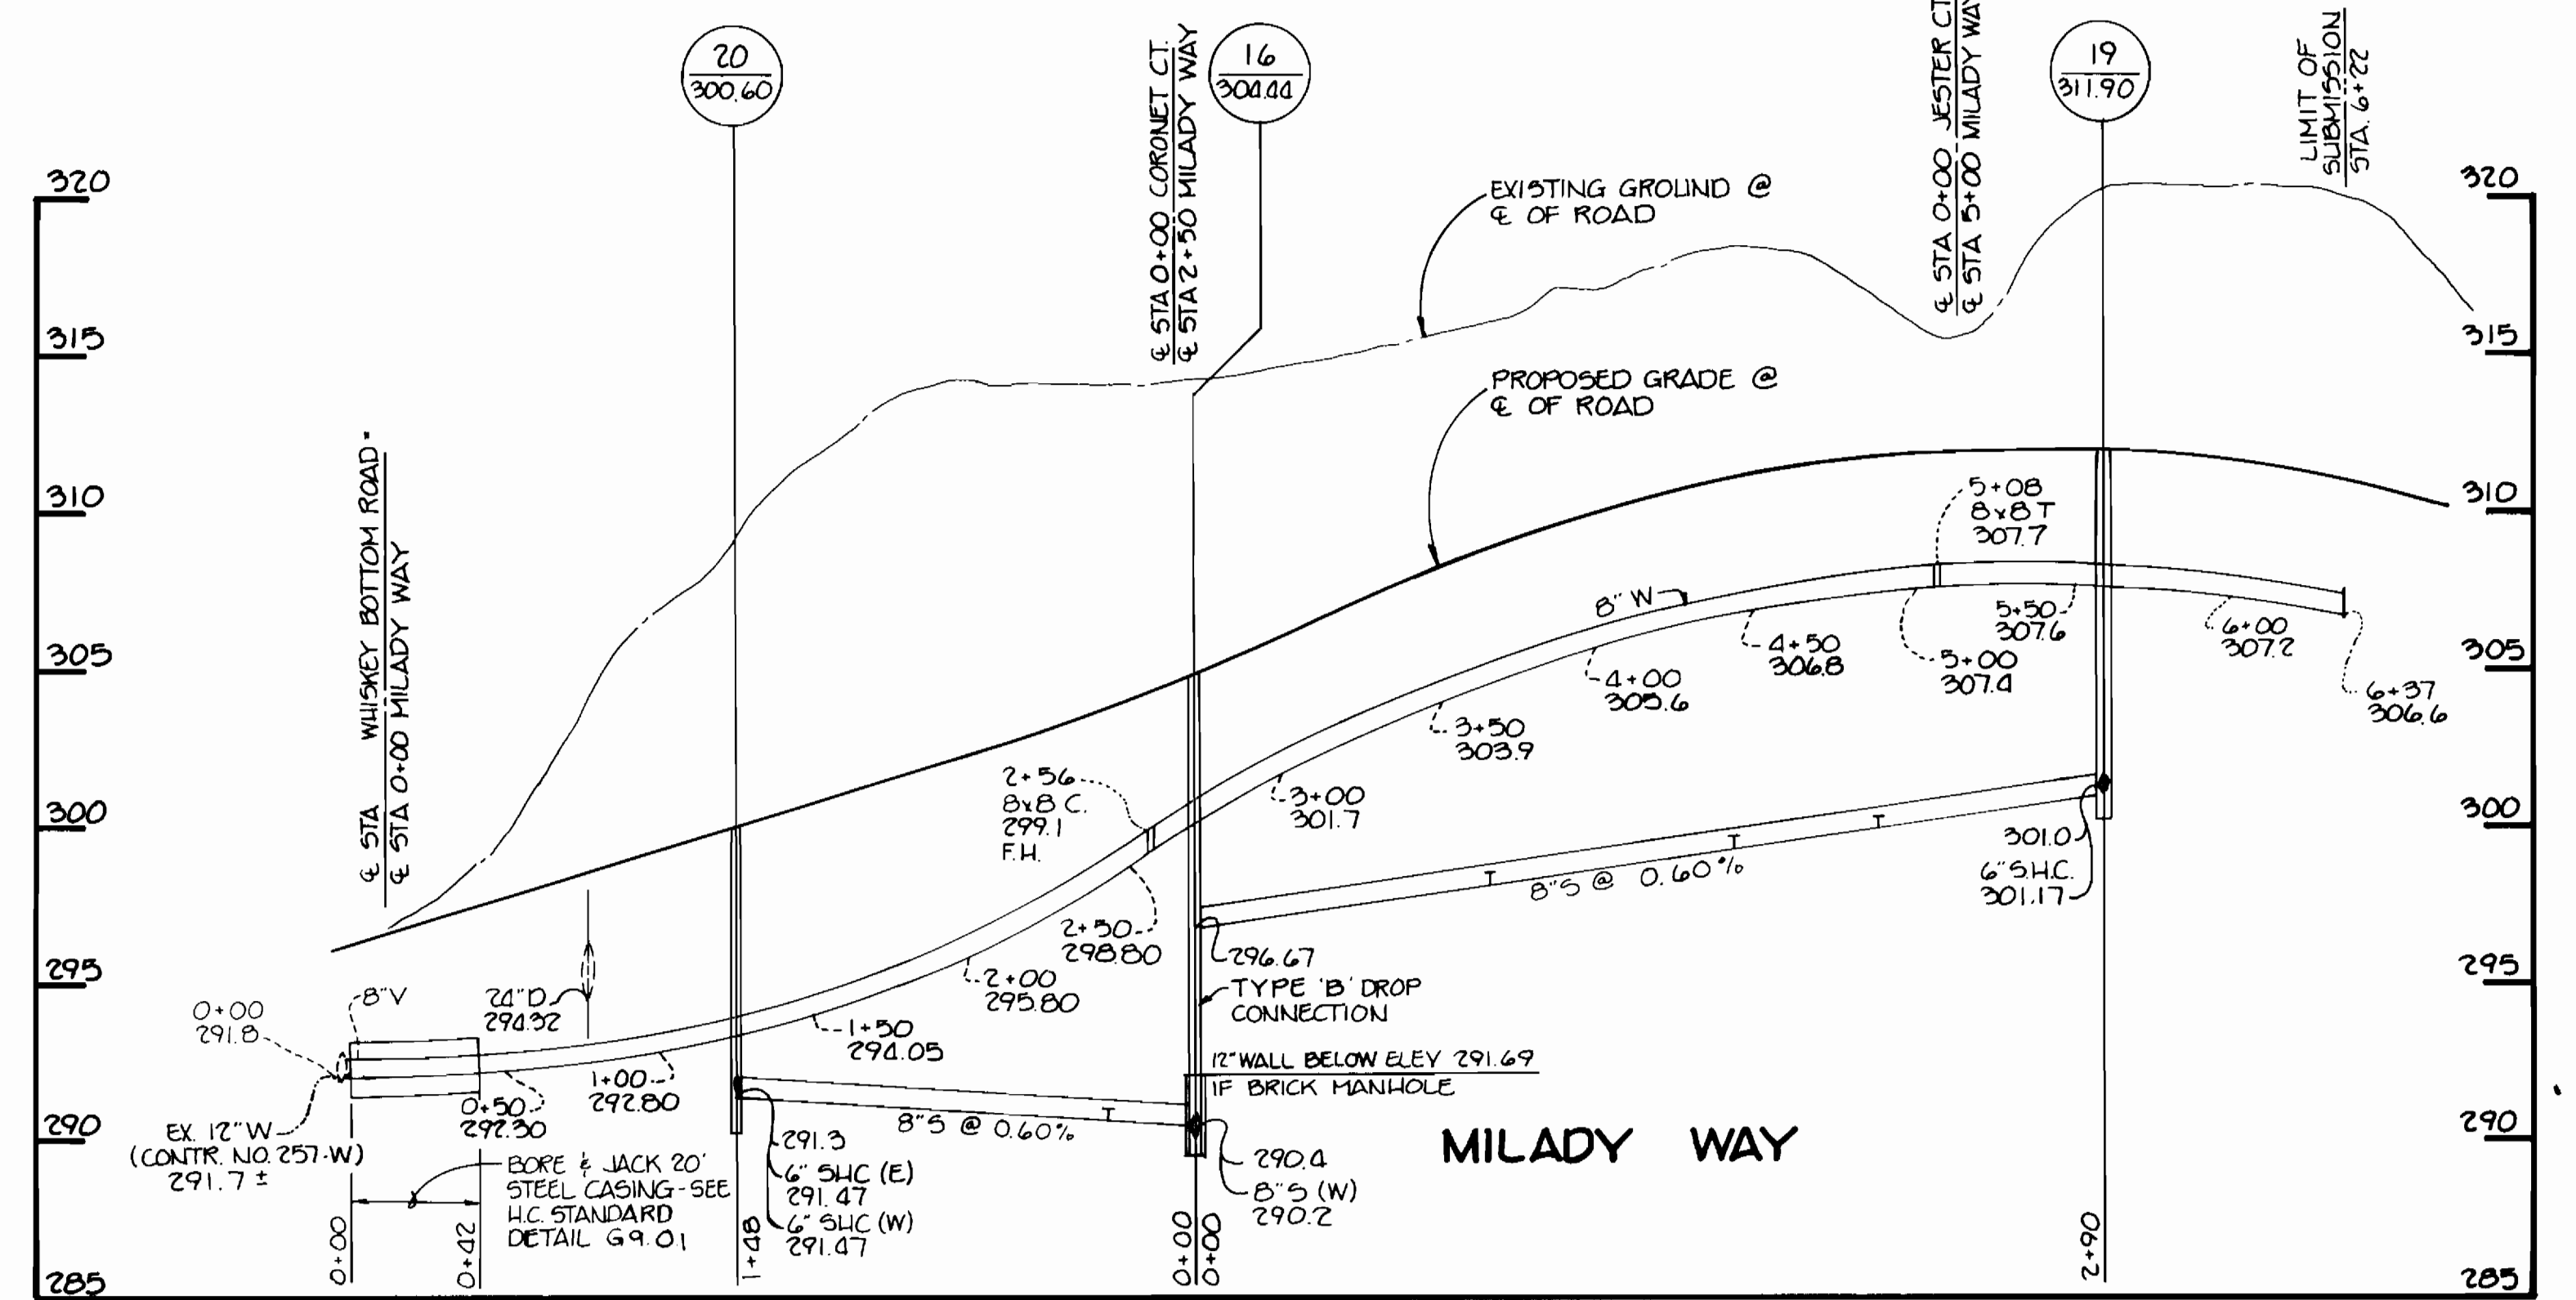 20
300.60
℄ STA 0+00 CORONET CT.
℄ STA 2+50 MILADY WAY
16
304.44
℄ STA 0+00 JESTER CT
℄ STA 5+00 MILADY WAY
19
311.90
LIMIT OF
SUBMISSION
STA. 6+22
320
320
EXISTING GROUND @
℄ OF ROAD
315
315
PROPOSED GRADE @
℄ OF ROAD
℄ STA WHISKEY BOTTOM ROAD=
℄ STA 0+00 MILADY WAY
310
310
5+08
8x8 T
307.7
8" W
305
305
5+50
307.6
6+00
307.2
4+50
306.8
5+00
307.4
4+00
305.6
6+37
306.6
3+50
303.9
2+56
8x8 C.
299.1
F.H.
3+00
301.7
300
300
301.0
6" S.H.C.
301.17
8"S @ 0.60%
2+50
298.80
296.67
TYPE 'B' DROP
CONNECTION
295
295
2+00
295.80
0+00
291.8
8"V
24"D
294.32
1+50
294.05
12" WALL BELOW ELEV 291.69
IF BRICK MANHOLE
1+00
292.80
0+50
292.30
8"S @ 0.60%
290
290
EX. 12" W
(CONTR. NO. 257-W)
291.7 ±
MILADY WAY
291.3
6" SHC (E)
291.47
6" SHC (W)
291.47
290.4
8"S (W)
290.2
BORE & JACK 20'
STEEL CASING-SEE
H.C. STANDARD
DETAIL G9.01
0+00
0+42
1+48
0+00
0+00
2+90
285
285